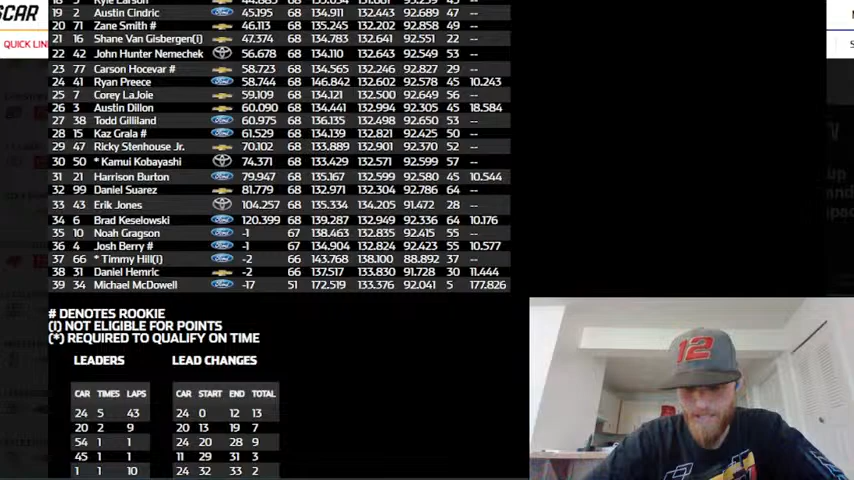 SCAR
QUICK LIN
19 2 Austin Cindric 45.195 68 134.911 132.643 92.689 47 --
20 71 Zane Smith # 46.113 68 135.245 132.202 92.858 49 --
21 16 Shane Van Gisbergen(i) 47.374 68 134.783 132.641 92.551 22 --
22 42 John Hunter Nemechek 56.678 68 134.110 132.643 92.549 53 --
23 77 Carson Hocevar # 58.723 68 134.565 132.246 92.827 29 --
24 41 Ryan Preece 58.744 68 146.842 132.602 92.578 45 10.243
25 7 Corey LaJoie 59.109 68 134.121 132.500 92.649 56 --
26 3 Austin Dillon 60.090 68 134.441 132.994 92.305 45 18.584
27 38 Todd Gilliland 60.975 68 136.135 132.498 92.650 53 --
28 15 Kaz Grala # 61.529 68 134.139 132.821 92.425 50 --
29 47 Ricky Stenhouse Jr. 70.102 68 133.889 132.901 92.370 52 --
30 50 * Kamui Kobayashi 74.371 68 133.429 132.571 92.599 57 --
31 21 Harrison Burton 79.947 68 135.167 132.599 92.580 45 10.544
32 99 Daniel Suarez 81.779 68 132.971 132.304 92.786 64 --
33 43 Erik Jones 104.257 68 135.334 134.205 91.472 28 --
34 6 Brad Keselowski 120.399 68 139.287 132.949 92.336 64 10.176
35 10 Noah Gragson -1 67 138.463 132.835 92.415 55 --
36 4 Josh Berry # -1 67 134.904 132.824 92.423 55 10.577
37 66 * Timmy Hill(i) -2 66 143.768 138.100 88.892 37 --
38 31 Daniel Hemric -2 66 137.517 133.830 91.728 30 11.444
39 34 Michael McDowell -17 51 172.519 133.376 92.041 5 177.826
# DENOTES ROOKIE
(i) NOT ELIGIBLE FOR POINTS
(*) REQUIRED TO QUALIFY ON TIME
LEADERS LEAD CHANGES
CAR TIMES LAPS CAR START END TOTAL
24 5 43 24 0 12 13
20 2 9 20 13 19 7
54 1 1 24 20 28 9
45 1 1 11 29 31 3
1 1 10 24 32 33 2
12